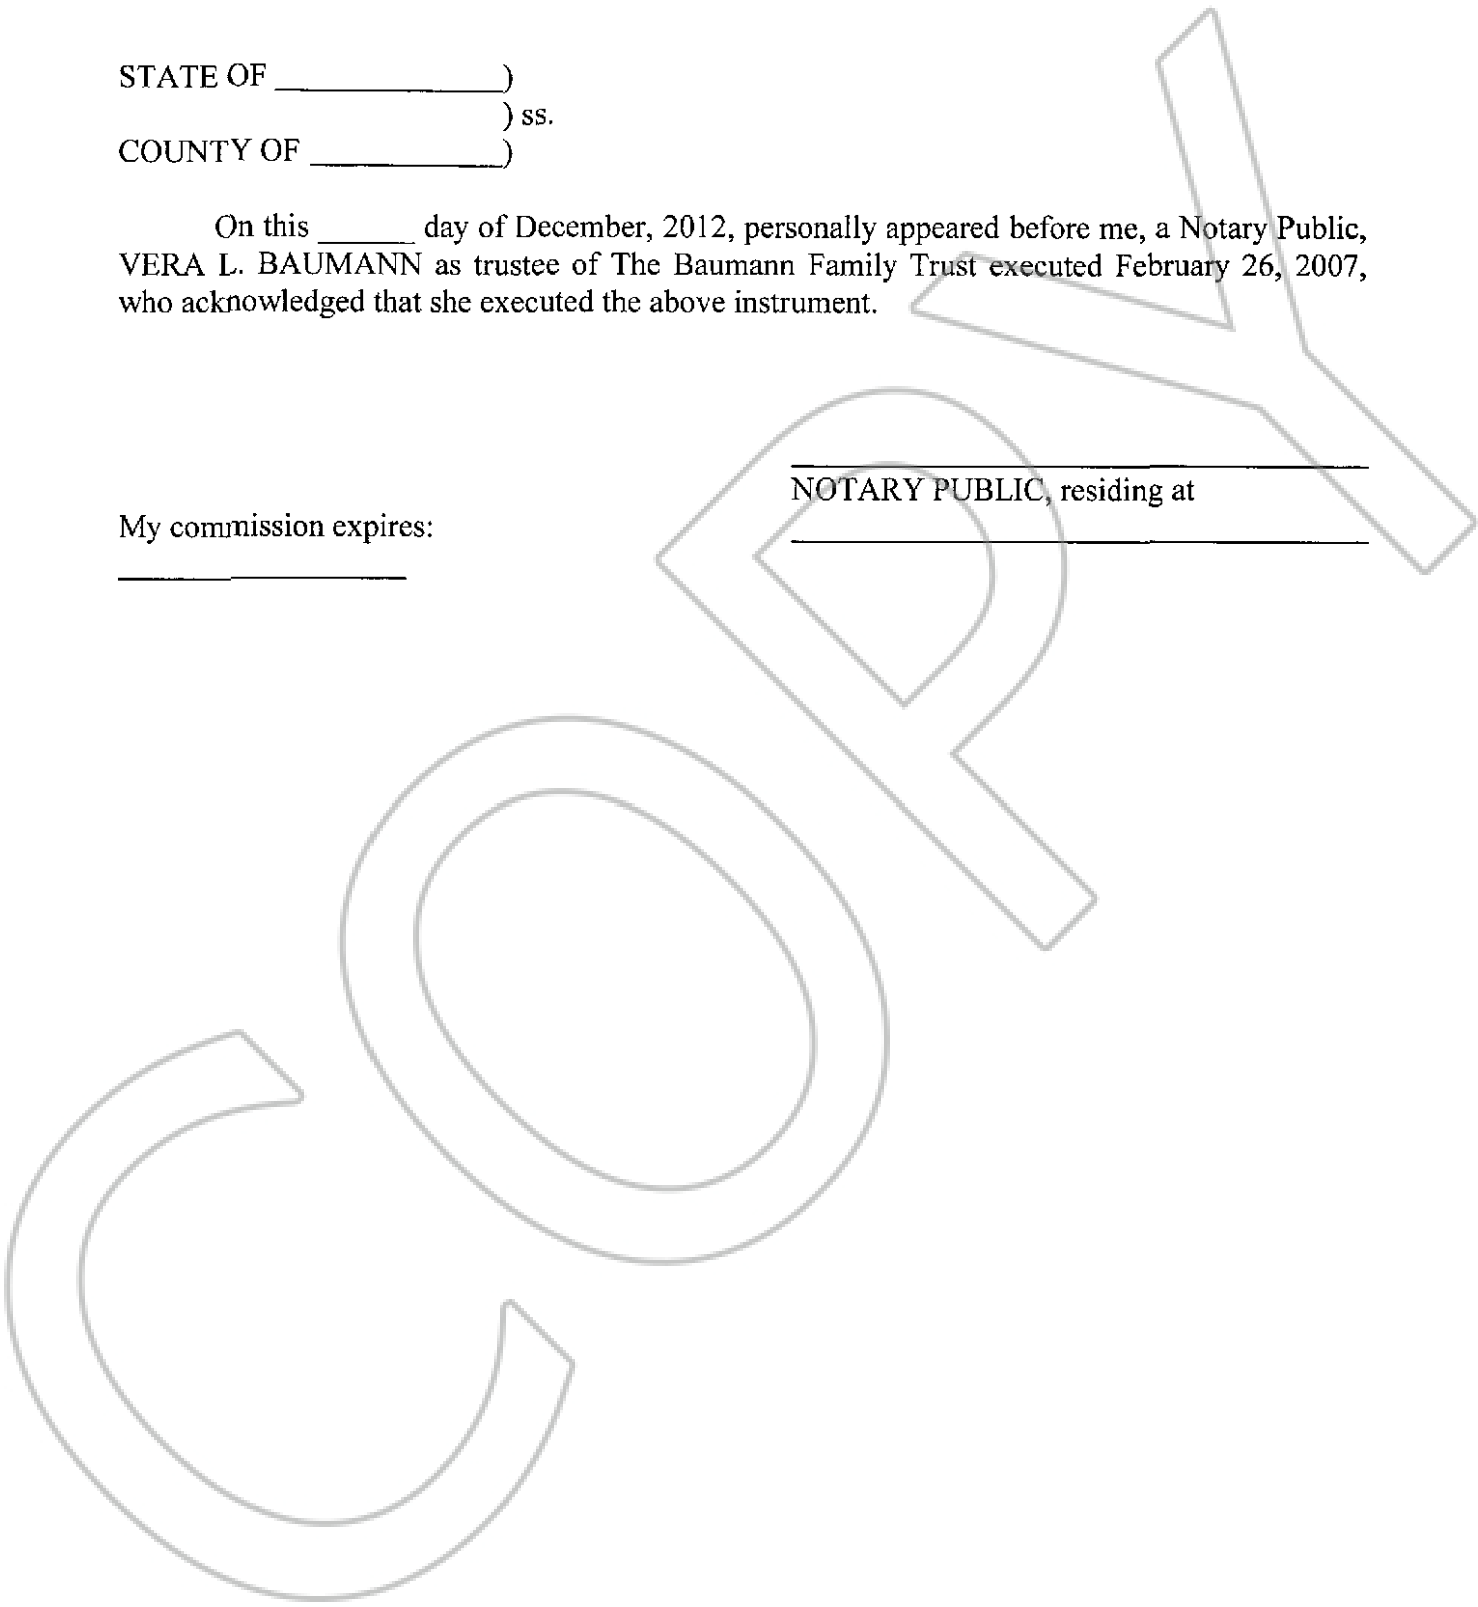 STATE OF ______________)
) ss.
COUNTY OF ____________)
On this ______ day of December, 2012, personally appeared before me, a Notary Public,
VERA L. BAUMANN as trustee of The Baumann Family Trust executed February 26, 2007,
who acknowledged that she executed the above instrument.
NOTARY PUBLIC, residing at
My commission expires:
COPY